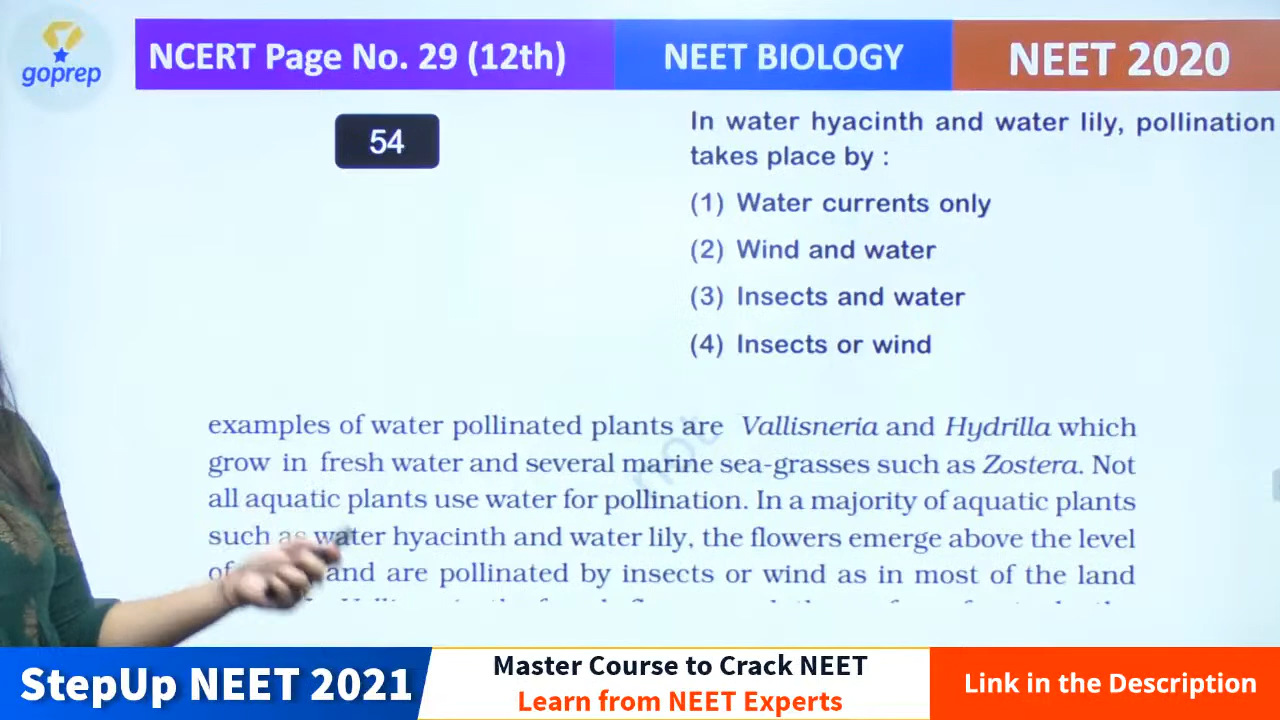 goprep
NCERT Page No. 29 (12th)
NEET BIOLOGY
NEET 2020
54
In water hyacinth and water lily, pollination
takes place by :
(1) Water currents only
(2) Wind and water
(3) Insects and water
(4) Insects or wind
examples of water pollinated plants are Vallisneria and Hydrilla which
grow in fresh water and several marine sea-grasses such as Zostera. Not
all aquatic plants use water for pollination. In a majority of aquatic plants
such as water hyacinth and water lily, the flowers emerge above the level
of and are pollinated by insects or wind as in most of the land
StepUp NEET 2021
Master Course to Crack NEET
Learn from NEET Experts
Link in the Description